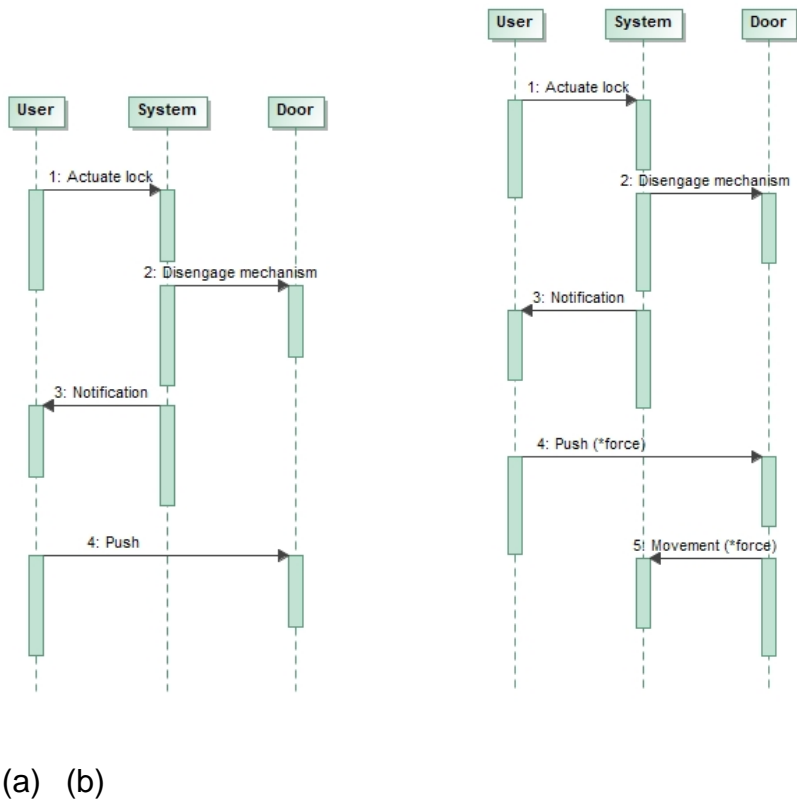 User System Door
1: Actuate lock
2: Disengage mechanism
3: Notification
4: Push
User System Door
1: Actuate lock
2: Disengage mechanism
3: Notification
4: Push (*force)
5: Movement (*force)
(a) (b)